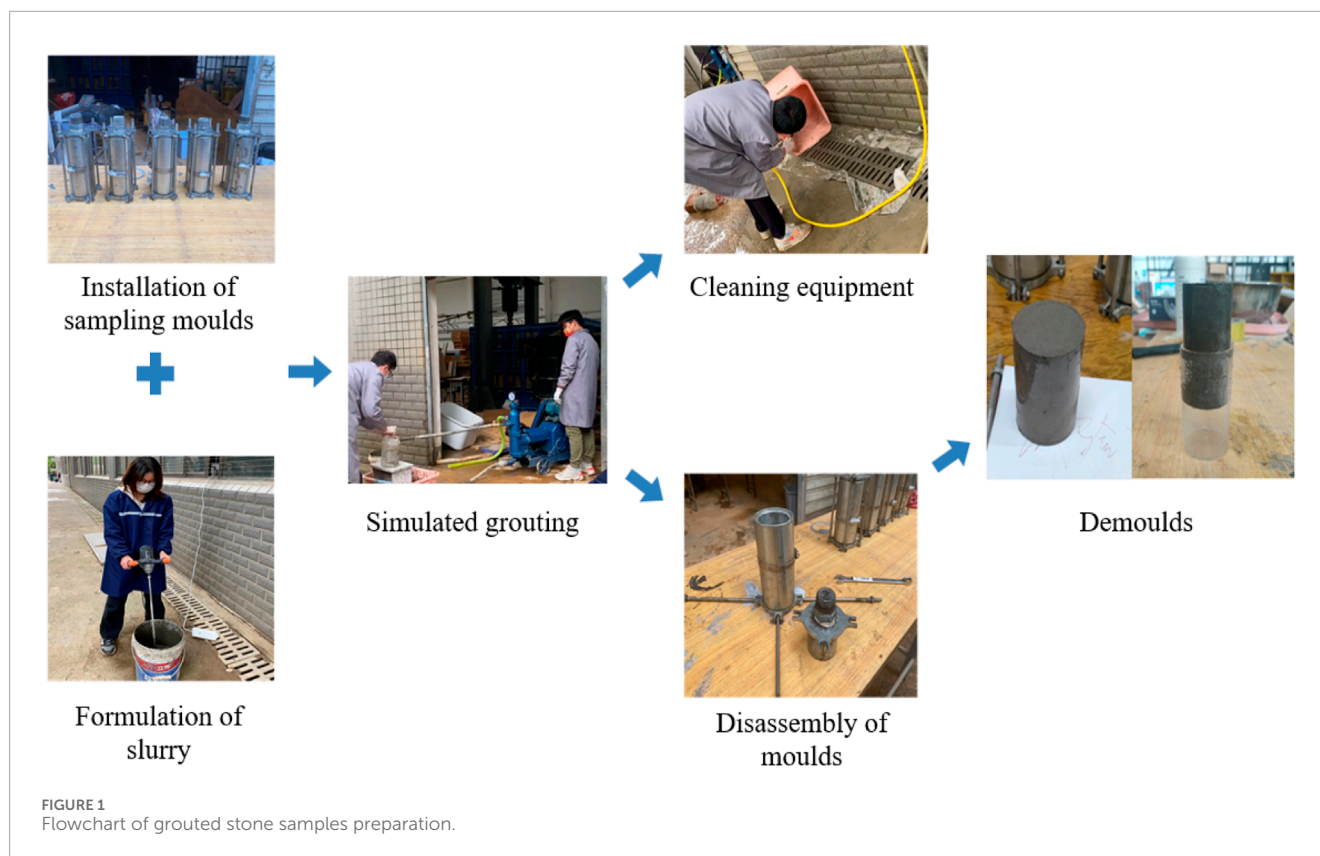 Installation of
sampling moulds
Formulation of
slurry
Simulated grouting
Cleaning equipment
Disassembly of
moulds
Demoulds
FIGURE 1
Flowchart of grouted stone samples preparation.